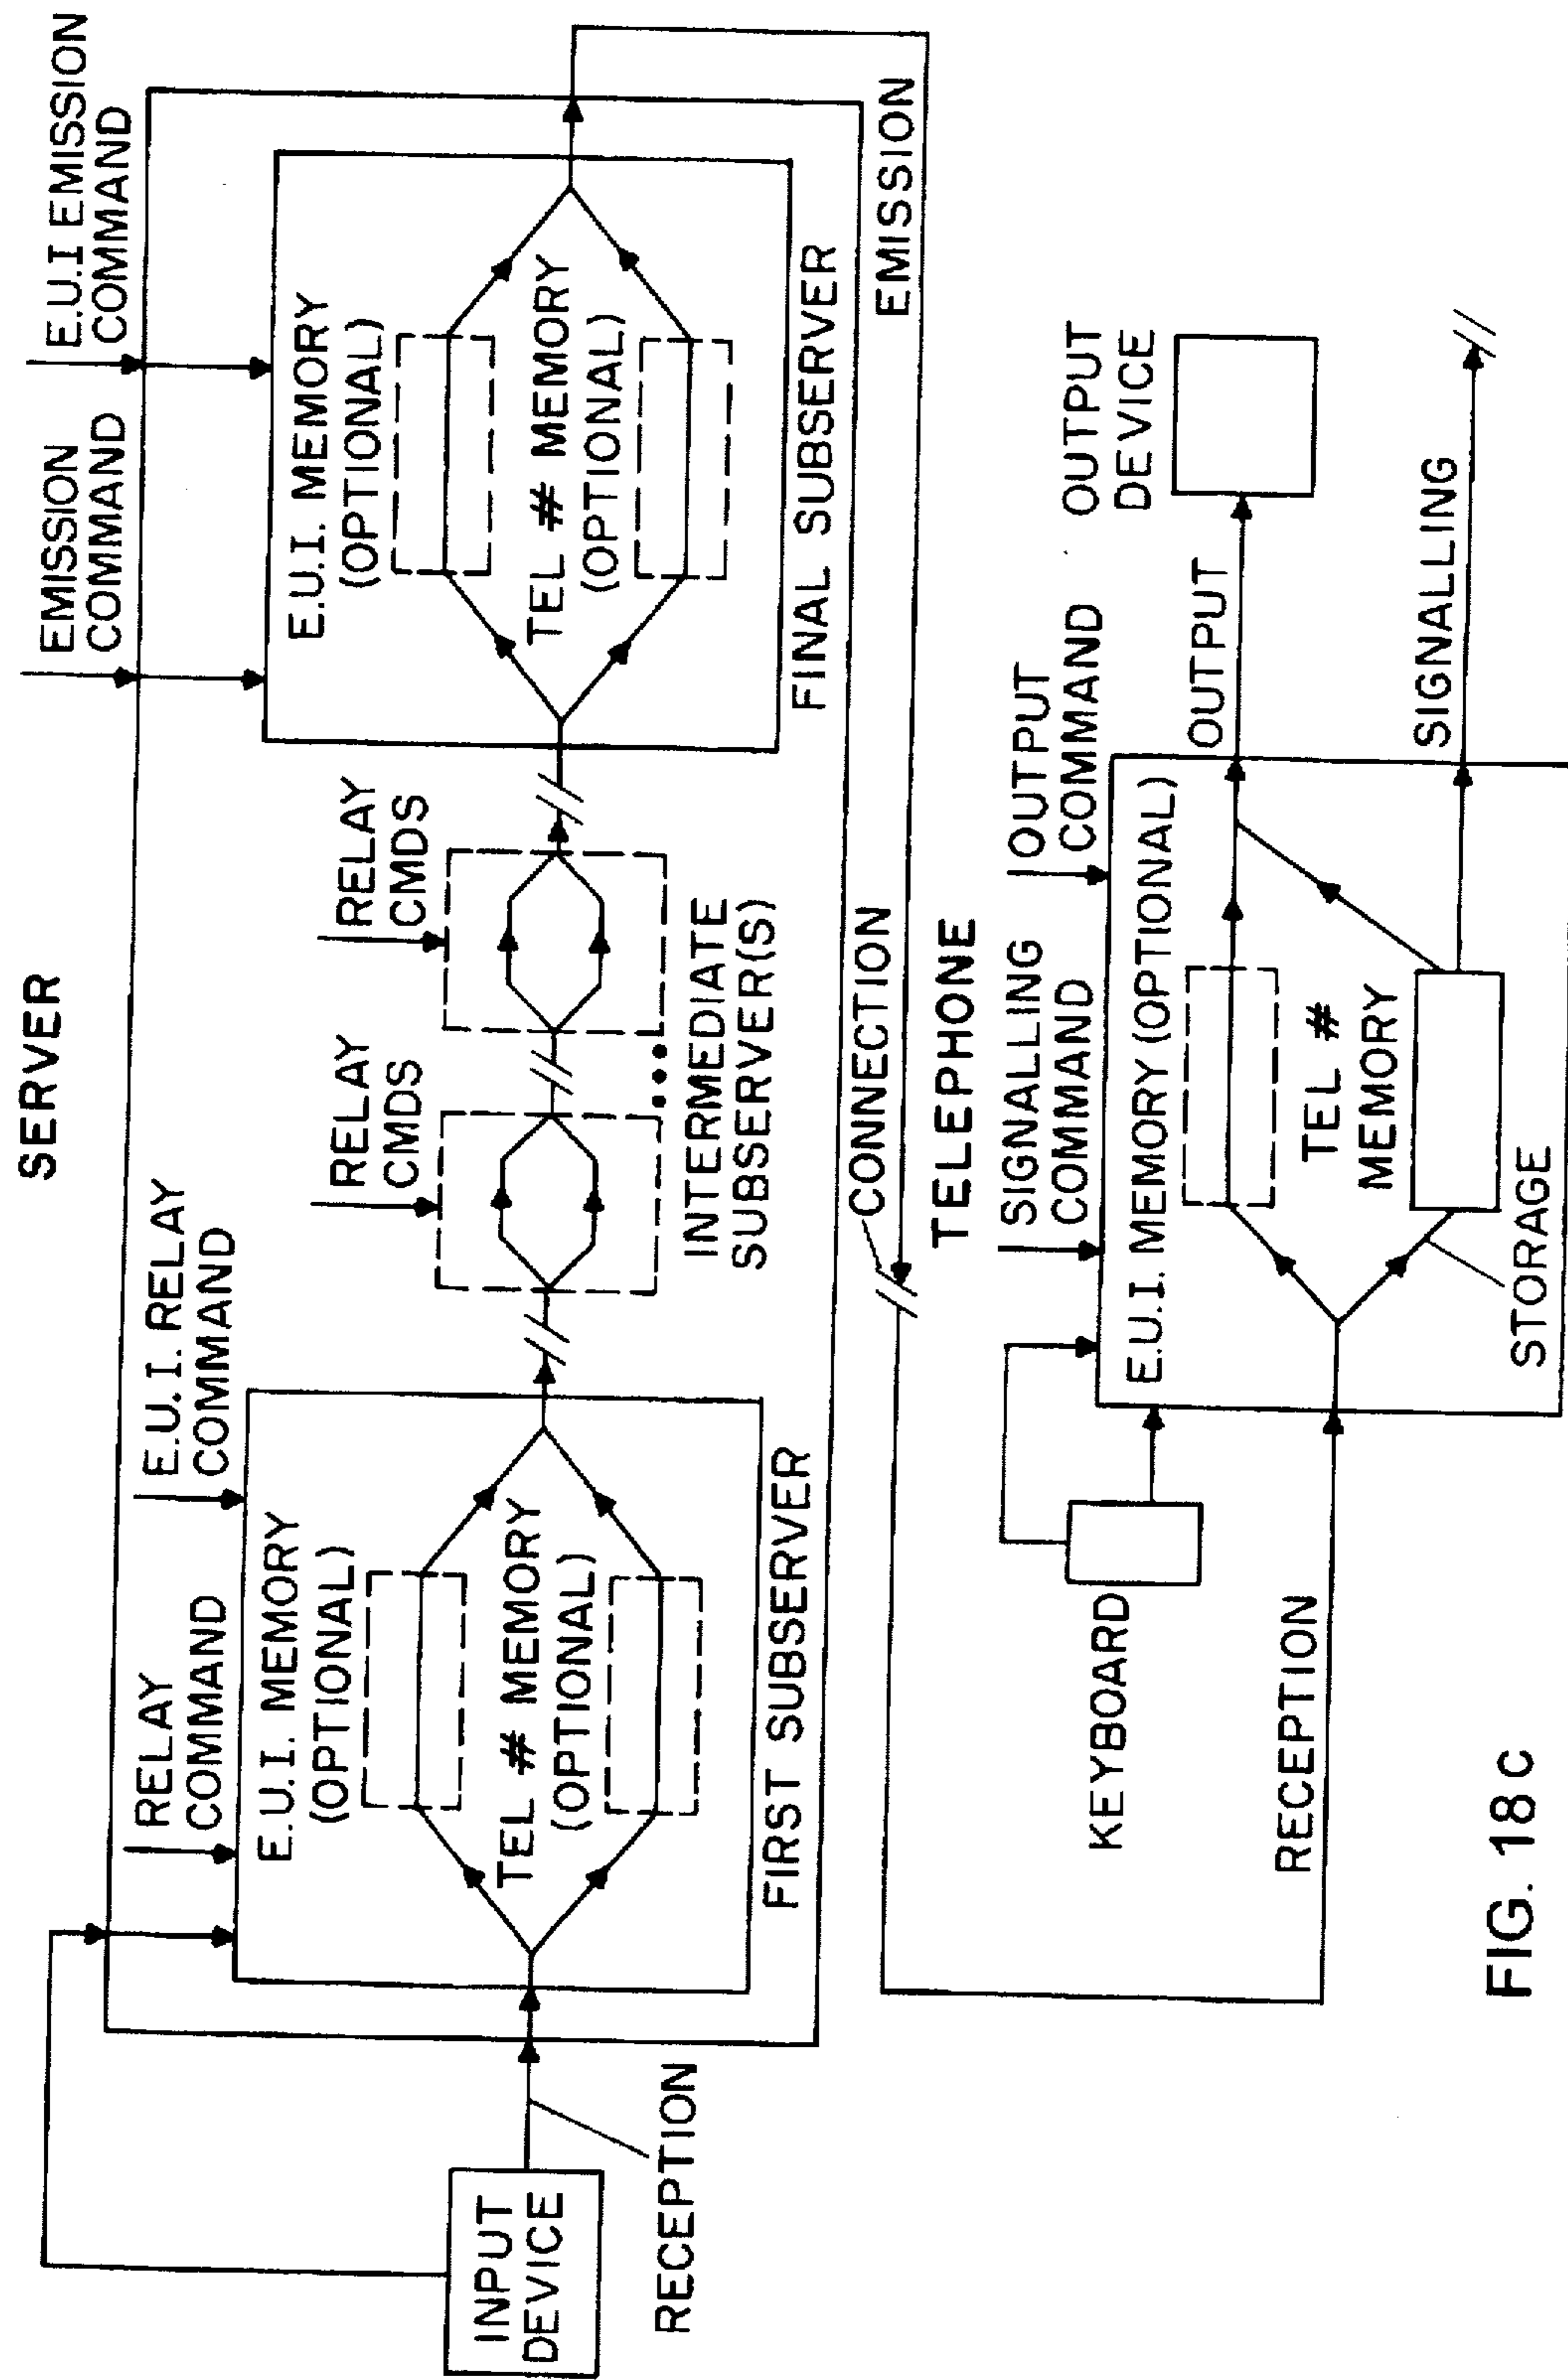 SERVER
INPUT
DEVICE
RECEPTION
RELAY
COMMAND
E.U.I. RELAY
COMMAND
E.U.I. MEMORY
(OPTIONAL)
TEL # MEMORY
(OPTIONAL)
FIRST SUBSERVER
RELAY
CMDS
RELAY
CMDS
INTERMEDIATE
SUBSERVER(S)
EMISSION
COMMAND
E.U.I EMISSION
COMMAND
E.U.I. MEMORY
(OPTIONAL)
TEL # MEMORY
(OPTIONAL)
FINAL SUBSERVER
EMISSION
CONNECTION
TELEPHONE
KEYBOARD
RECEPTION
SIGNALLING
COMMAND
OUTPUT
COMMAND
E.U.I. MEMORY (OPTIONAL)
TEL #
MEMORY
STORAGE
OUTPUT
OUTPUT
DEVICE
SIGNALLING
FIG. 18c